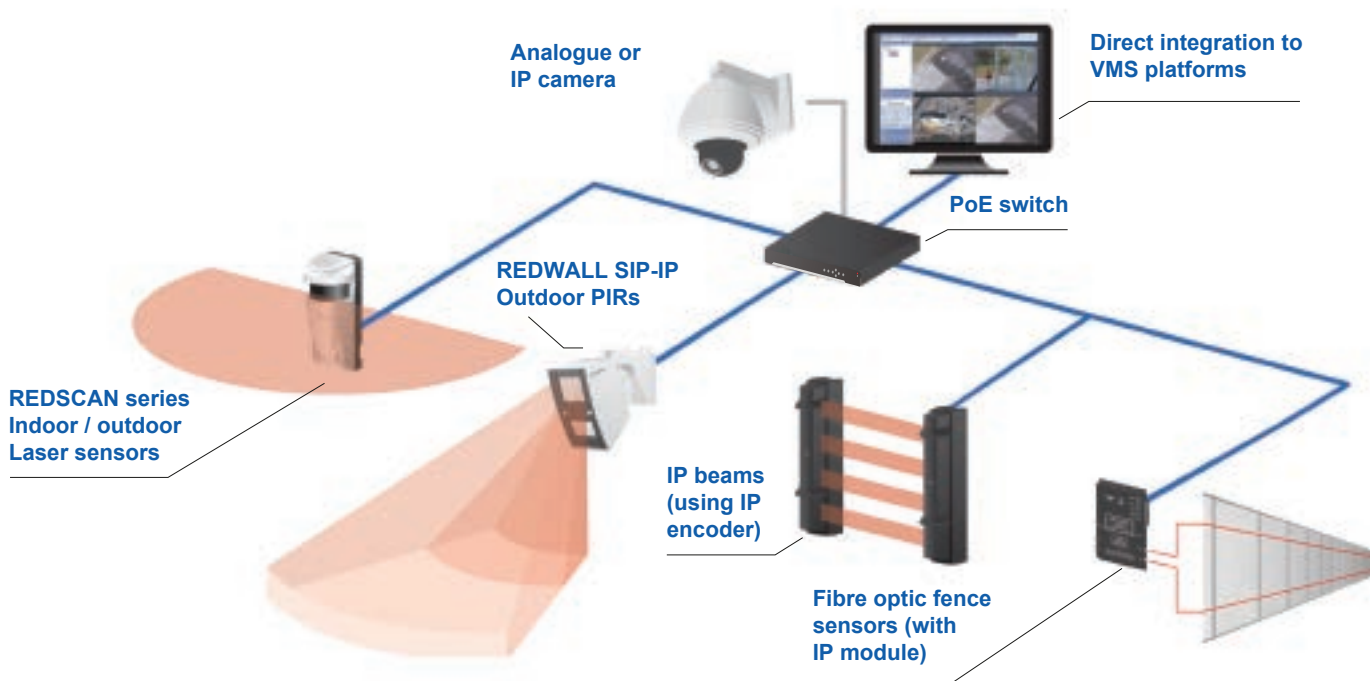 Analogue or
IP camera
Direct integration to
VMS platforms
PoE switch
REDWALL SIP-IP
Outdoor PIRs
REDSCAN series
Indoor / outdoor
Laser sensors
IP beams
(using IP
encoder)
Fibre optic fence
sensors (with
IP module)